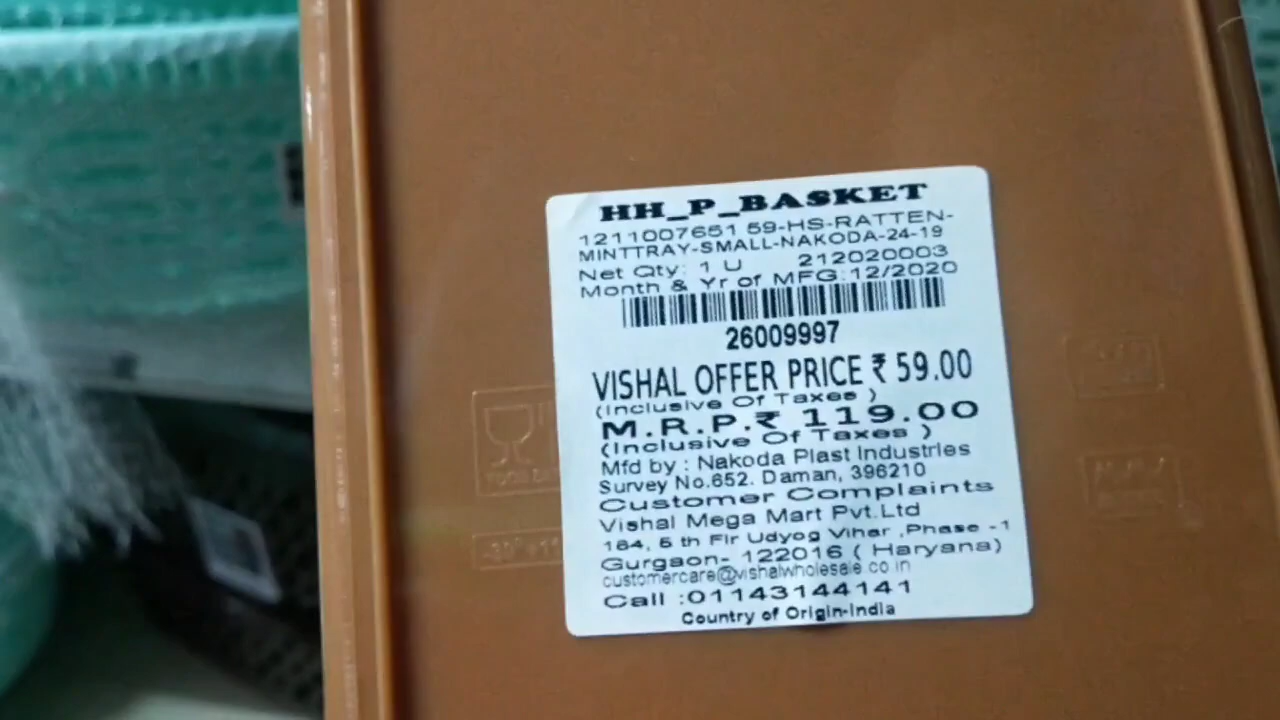 HH_P_BASKET
1211007651 59-HS-RATTEN-
MINTTRAY-SMALL-NAKODA-24-19
Net Qty: 1 U 212020003
Month & Yr of MFG:12/2020
26009997
VISHAL OFFER PRICE ₹ 59.00
(Inclusive Of Taxes )
M.R.P.₹ 119.00
(Inclusive Of Taxes )
Mfd by : Nakoda Plast Industries
Survey No.652. Daman, 396210
Customer Complaints
Vishal Mega Mart Pvt.Ltd
184, 5 th Flr Udyog Vihar ,Phase -1
Gurgaon- 122016 ( Haryana)
customercare@vishalwholesale.co.in
Call :01143144141
Country of Origin-India